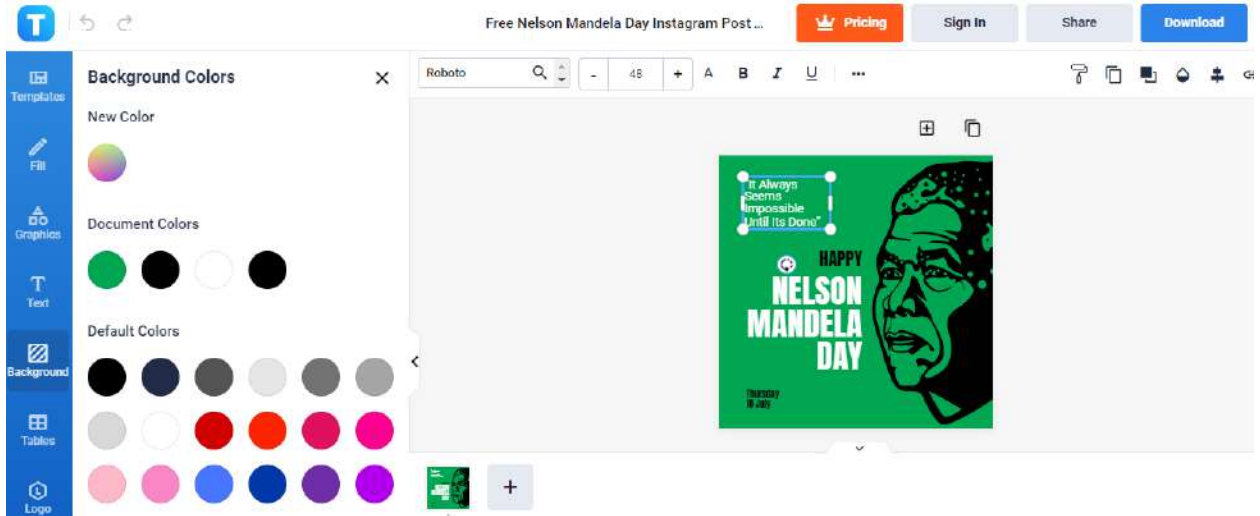 T
Free Nelson Mandela Day Instagram Post ...
Pricing
Sign In
Share
Download
Templates
Fill
Graphics
Text
Background
Tables
Logo
Background Colors
New Color
Document Colors
Default Colors
Roboto
- 48 + A B I U ...
"It Always
Seems
Impossible
Until Its Done"
HAPPY
NELSON
MANDELA
DAY
Thursday
18 July
+